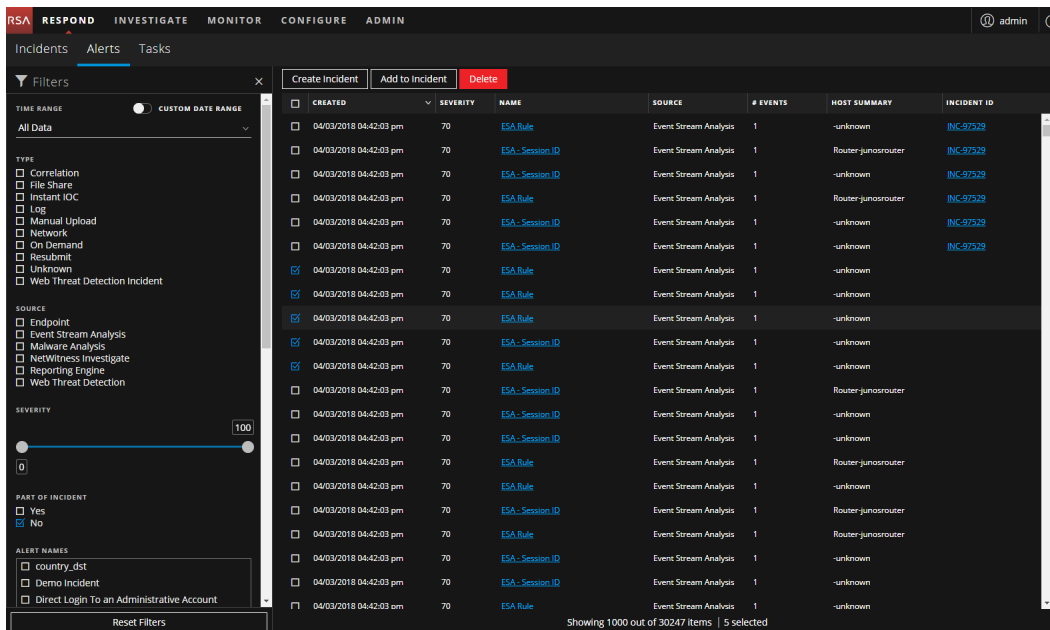 RSA RESPOND INVESTIGATE MONITOR CONFIGURE ADMIN admin
Incidents Alerts Tasks
Filters
TIME RANGE CUSTOM DATE RANGE
All Data
TYPE
Correlation
File Share
Instant IOC
Log
Manual Upload
Network
On Demand
Resubmit
Unknown
Web Threat Detection Incident
SOURCE
Endpoint
Event Stream Analysis
Malware Analysis
NetWitness Investigate
Reporting Engine
Web Threat Detection
SEVERITY
100
0
PART OF INCIDENT
Yes
No
ALERT NAMES
country_dst
Demo Incident
Direct Login To an Administrative Account
Reset Filters
Create Incident Add to Incident Delete
CREATED SEVERITY NAME SOURCE # EVENTS HOST SUMMARY INCIDENT ID
04/03/2018 04:42:03 pm 70 ESA Rule Event Stream Analysis 1 -unknown INC-97529
04/03/2018 04:42:03 pm 70 ESA - Session ID Event Stream Analysis 1 Router-junosrouter INC-97529
04/03/2018 04:42:03 pm 70 ESA - Session ID Event Stream Analysis 1 -unknown INC-97529
04/03/2018 04:42:03 pm 70 ESA Rule Event Stream Analysis 1 Router-junosrouter INC-97529
04/03/2018 04:42:03 pm 70 ESA - Session ID Event Stream Analysis 1 -unknown INC-97529
04/03/2018 04:42:03 pm 70 ESA - Session ID Event Stream Analysis 1 -unknown INC-97529
04/03/2018 04:42:03 pm 70 ESA Rule Event Stream Analysis 1 -unknown
04/03/2018 04:42:03 pm 70 ESA Rule Event Stream Analysis 1 -unknown
04/03/2018 04:42:03 pm 70 ESA Rule Event Stream Analysis 1 -unknown
04/03/2018 04:42:03 pm 70 ESA - Session ID Event Stream Analysis 1 -unknown
04/03/2018 04:42:03 pm 70 ESA Rule Event Stream Analysis 1 -unknown
04/03/2018 04:42:03 pm 70 ESA - Session ID Event Stream Analysis 1 Router-junosrouter
04/03/2018 04:42:03 pm 70 ESA - Session ID Event Stream Analysis 1 -unknown
04/03/2018 04:42:03 pm 70 ESA - Session ID Event Stream Analysis 1 -unknown
04/03/2018 04:42:03 pm 70 ESA Rule Event Stream Analysis 1 Router-junosrouter
04/03/2018 04:42:03 pm 70 ESA Rule Event Stream Analysis 1 -unknown
04/03/2018 04:42:03 pm 70 ESA - Session ID Event Stream Analysis 1 Router-junosrouter
04/03/2018 04:42:03 pm 70 ESA Rule Event Stream Analysis 1 Router-junosrouter
04/03/2018 04:42:03 pm 70 ESA - Session ID Event Stream Analysis 1 -unknown
04/03/2018 04:42:03 pm 70 ESA - Session ID Event Stream Analysis 1 -unknown
04/03/2018 04:42:03 pm 70 ESA Rule Event Stream Analysis 1 -unknown
Showing 1000 out of 30247 items | 5 selected